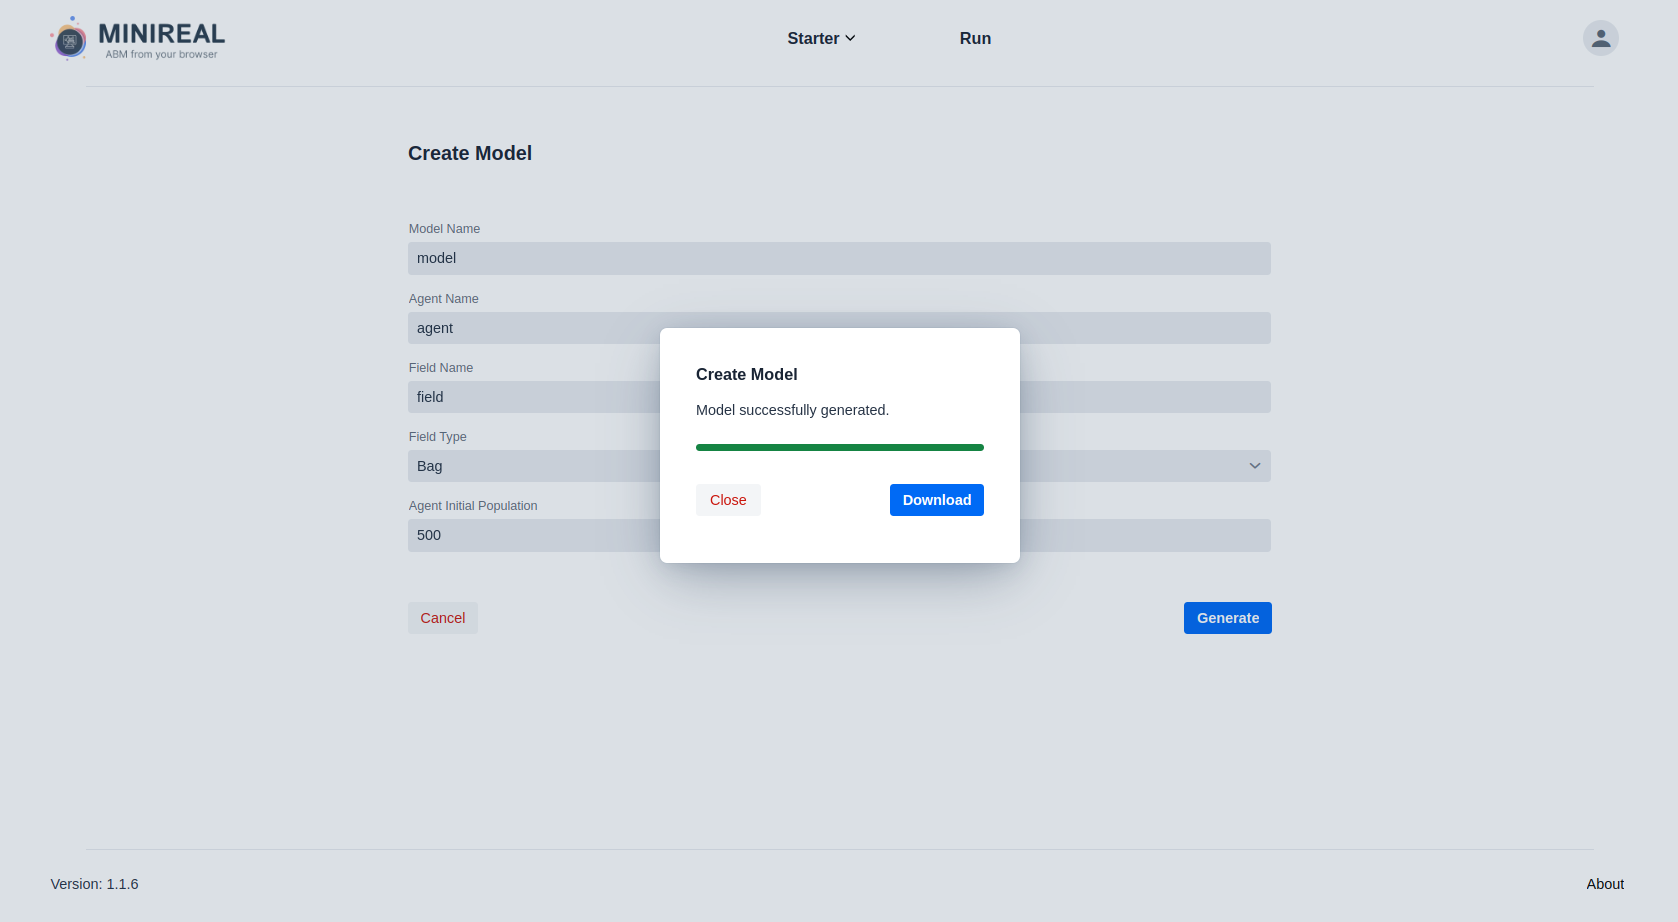 MINIREAL
ABM from your browser
Starter
Run
Create Model
Model Name
model
Agent Name
agent
Field Name
field
Field Type
Bag
Agent Initial Population
500
Cancel
Generate
Create Model
Model successfully generated.
Close
Download
Version: 1.1.6
About